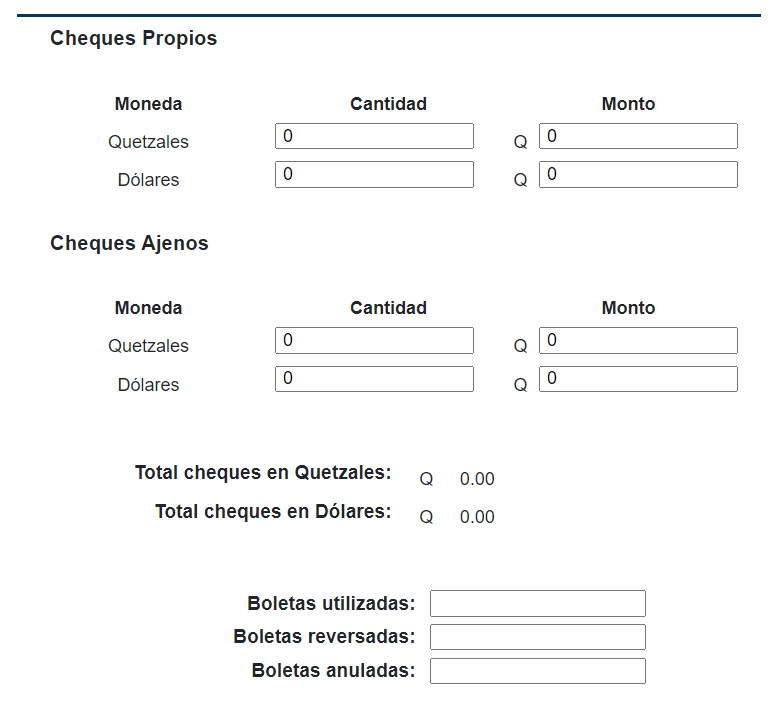 Cheques Propios
Moneda Cantidad Monto
Quetzales 0 Q 0
Dólares 0 Q 0
Cheques Ajenos
Moneda Cantidad Monto
Quetzales 0 Q 0
Dólares 0 Q 0
Total cheques en Quetzales: Q 0.00
Total cheques en Dólares: Q 0.00
Boletas utilizadas:
Boletas reversadas:
Boletas anuladas: